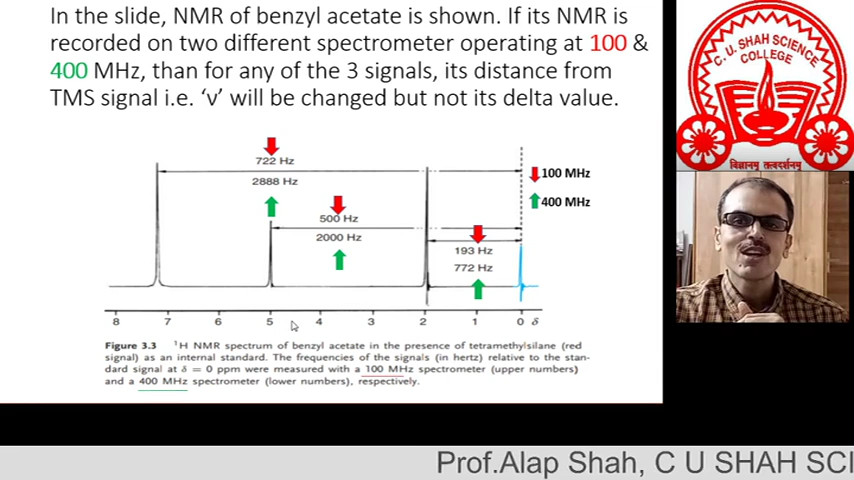 In the slide, NMR of benzyl acetate is shown. If its NMR is
recorded on two different spectrometer operating at 100 &
400 MHz, than for any of the 3 signals, its distance from
TMS signal i.e. ‘ν’ will be changed but not its delta value.
C. U. SHAH SCIENCE COLLEGE
विज्ञानम् तत्वदर्शनम्
722 Hz
2888 Hz
100 MHz
400 MHz
500 Hz
2000 Hz
193 Hz
772 Hz
8 7 6 5 4 3 2 1 0 δ
Figure 3.3 ¹H NMR spectrum of benzyl acetate in the presence of tetramethylsilane (red
signal) as an internal standard. The frequencies of the signals (in hertz) relative to the stan-
dard signal at δ = 0 ppm were measured with a 100 MHz spectrometer (upper numbers)
and a 400 MHz spectrometer (lower numbers), respectively.
Prof.Alap Shah, C U SHAH SCI